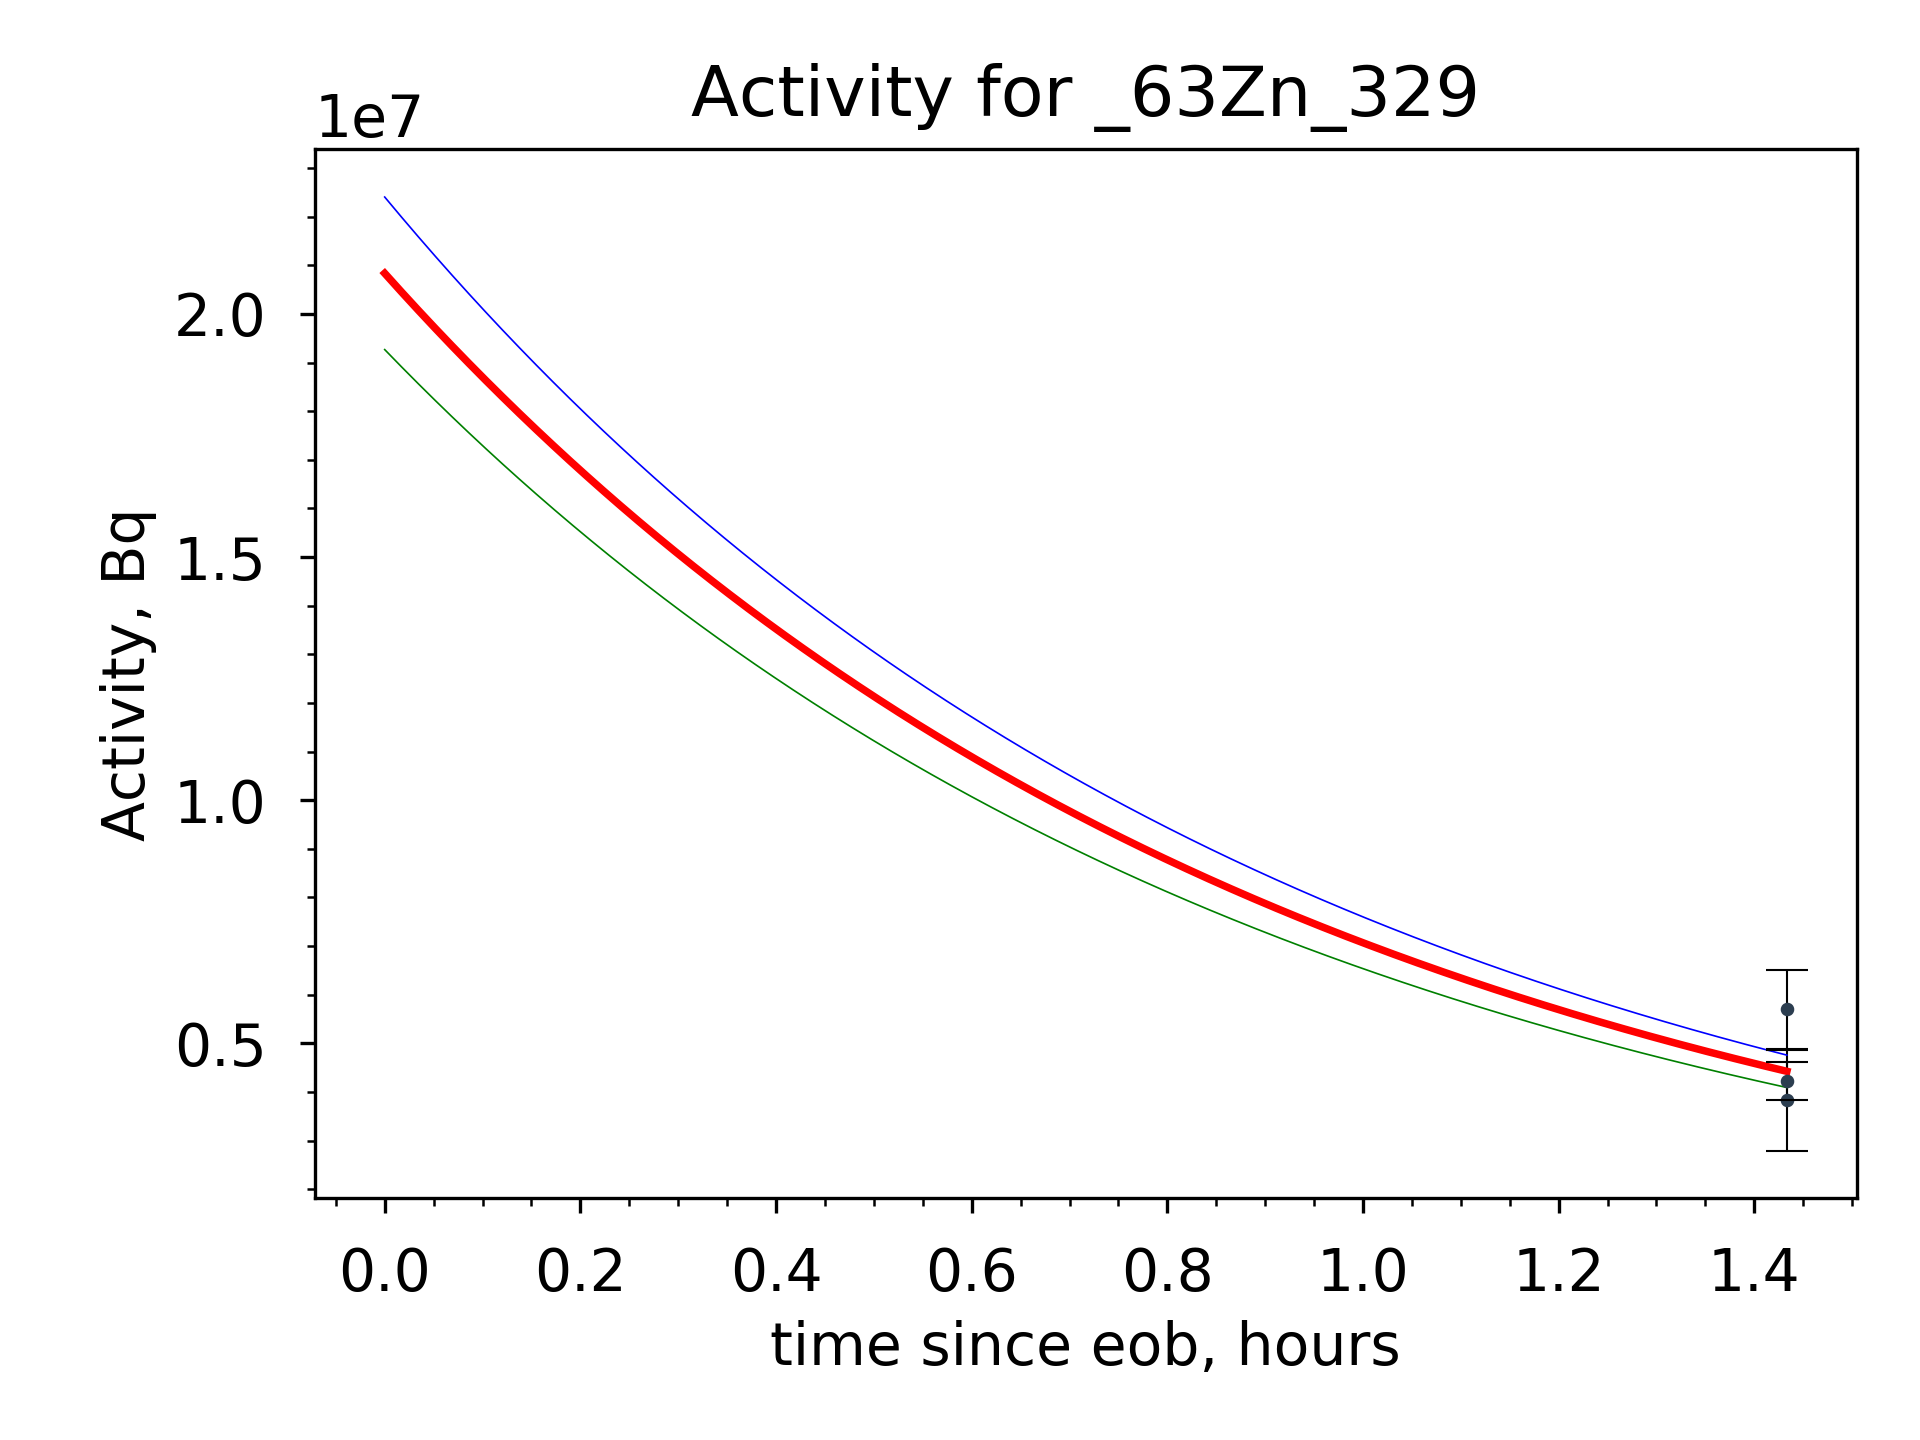 Activity for _63Zn_329
1e7
Activity, Bq
2.0
1.5
1.0
0.5
0.0 0.2 0.4 0.6 0.8 1.0 1.2 1.4
time since eob, hours